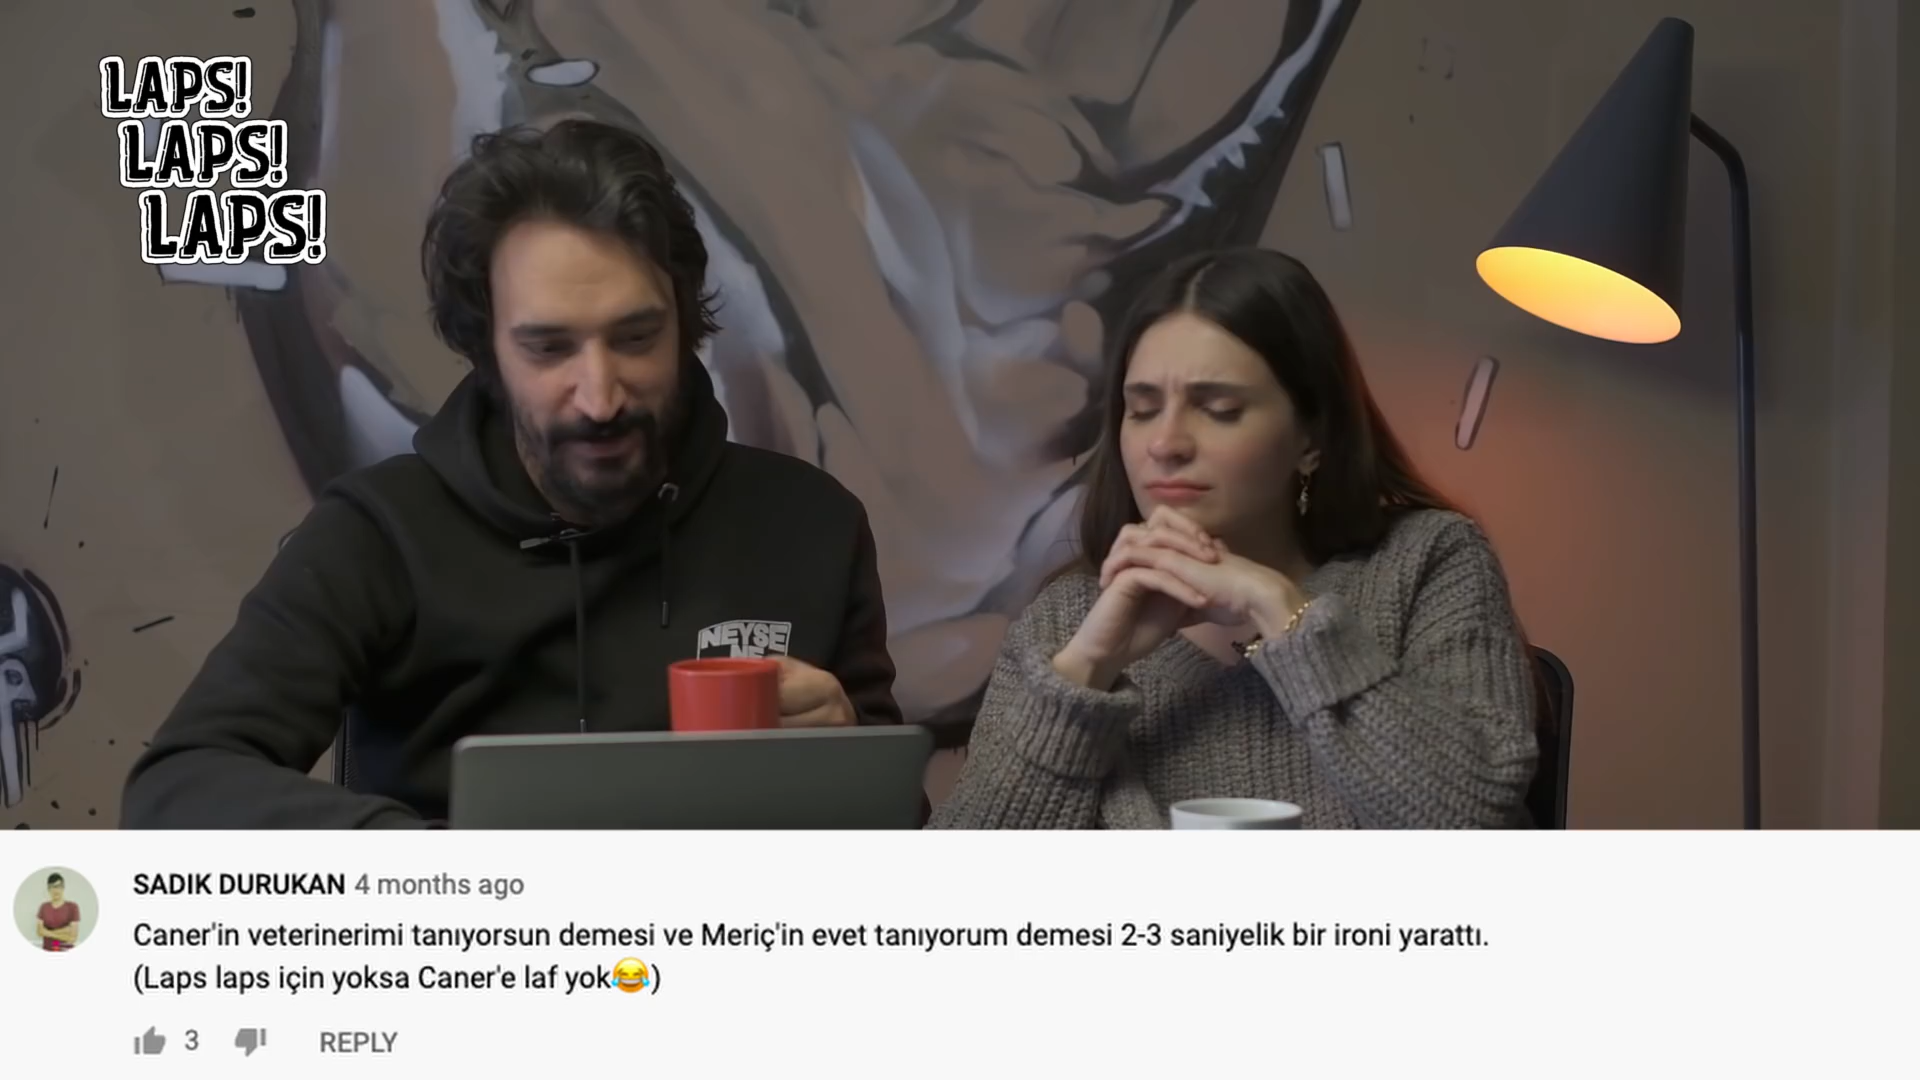 LAPS!
LAPS!
LAPS!
NEYSE
NE
SADIK DURUKAN 4 months ago
Caner'in veterinerimi tanıyorsun demesi ve Meriç'in evet tanıyorum demesi 2-3 saniyelik bir ironi yarattı.
(Laps laps için yoksa Caner'e laf yok😂)
3 REPLY